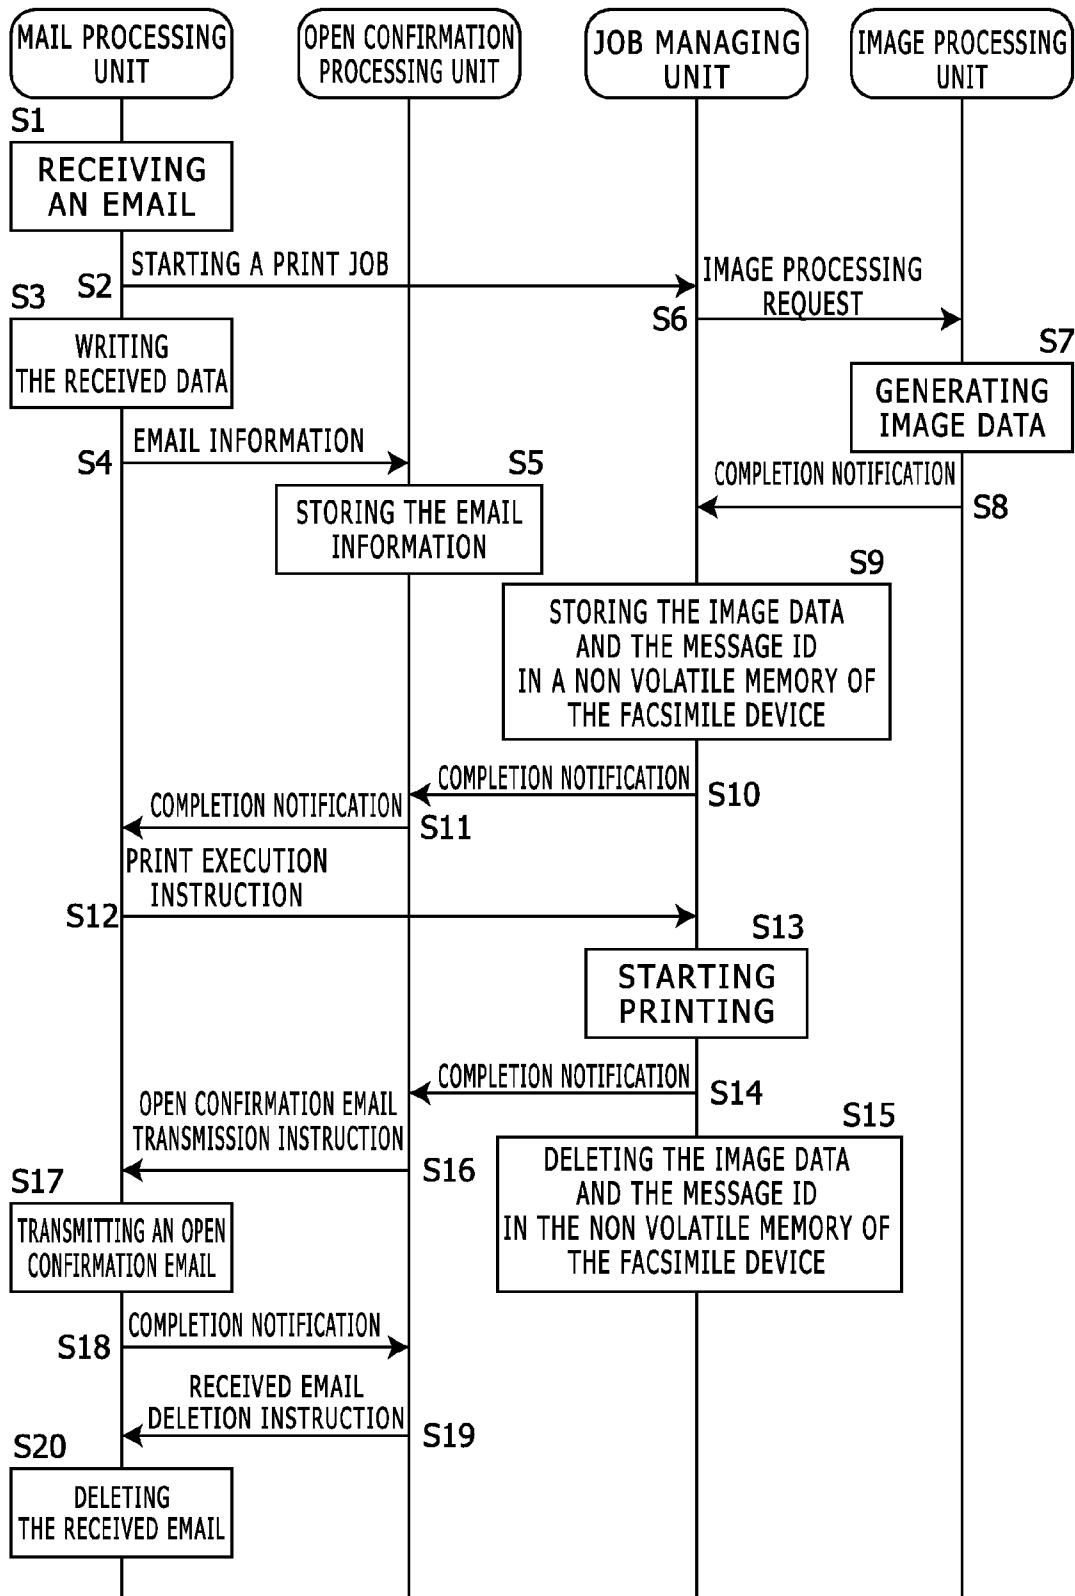 MAIL PROCESSING
UNIT
OPEN CONFIRMATION
PROCESSING UNIT
JOB MANAGING
UNIT
IMAGE PROCESSING
UNIT
S1
RECEIVING
AN EMAIL
S2
STARTING A PRINT JOB
S3
WRITING
THE RECEIVED DATA
S6
IMAGE PROCESSING
REQUEST
S7
GENERATING
IMAGE DATA
S4
EMAIL INFORMATION
S5
STORING THE EMAIL
INFORMATION
COMPLETION NOTIFICATION
S8
S9
STORING THE IMAGE DATA
AND THE MESSAGE ID
IN A NON VOLATILE MEMORY OF
THE FACSIMILE DEVICE
COMPLETION NOTIFICATION
S10
COMPLETION NOTIFICATION
S11
PRINT EXECUTION
INSTRUCTION
S12
S13
STARTING
PRINTING
COMPLETION NOTIFICATION
S14
OPEN CONFIRMATION EMAIL
TRANSMISSION INSTRUCTION
S16
S15
DELETING THE IMAGE DATA
AND THE MESSAGE ID
IN THE NON VOLATILE MEMORY OF
THE FACSIMILE DEVICE
S17
TRANSMITTING AN OPEN
CONFIRMATION EMAIL
S18
COMPLETION NOTIFICATION
RECEIVED EMAIL
DELETION INSTRUCTION
S19
S20
DELETING
THE RECEIVED EMAIL